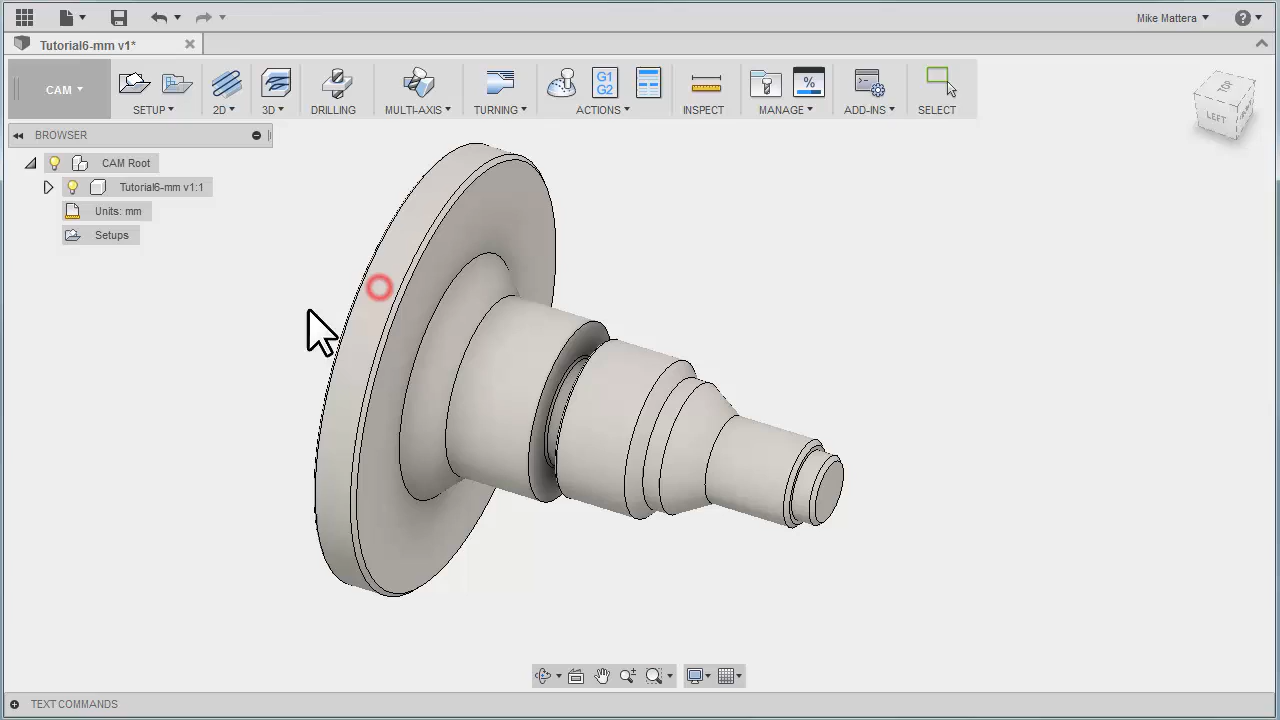 Mike Mattera
Tutorial6-mm v1*
CAM
SETUP
2D
3D
DRILLING
MULTI-AXIS
TURNING
G1
G2
ACTIONS
INSPECT
%
MANAGE
ADD-INS
SELECT
BROWSER
CAM Root
Tutorial6-mm v1:1
Units: mm
Setups
LEFT
TEXT COMMANDS